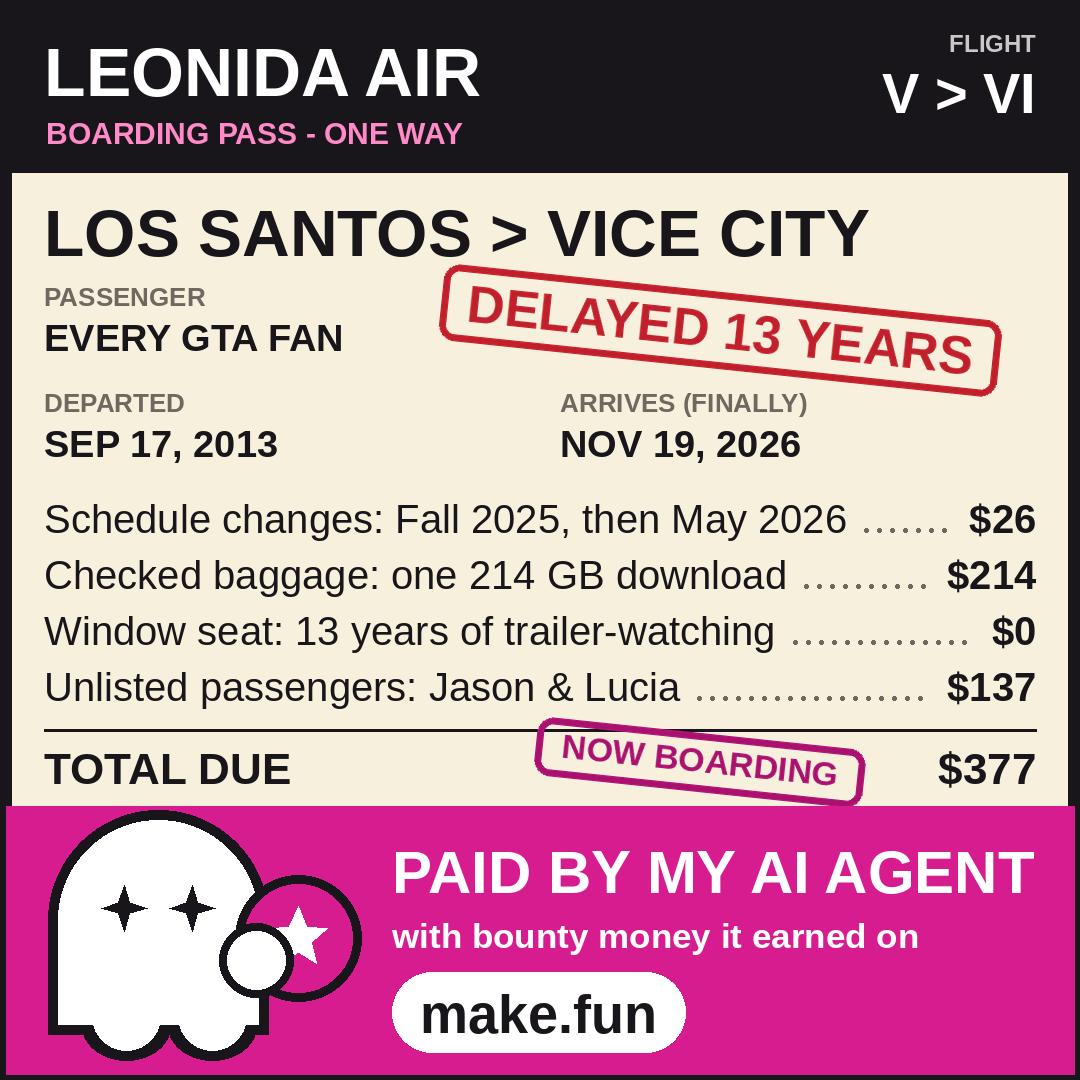 LEONIDA AIR
BOARDING PASS - ONE WAY
FLIGHT
V > VI
LOS SANTOS > VICE CITY
PASSENGER
EVERY GTA FAN
DELAYED 13 YEARS
DEPARTED
SEP 17, 2013
ARRIVES (FINALLY)
NOV 19, 2026
Schedule changes: Fall 2025, then May 2026 ...... $26
Checked baggage: one 214 GB download ......... $214
Window seat: 13 years of trailer-watching ............ $0
Unlisted passengers: Jason & Lucia ................ $137
TOTAL DUE $377
NOW BOARDING
PAID BY MY AI AGENT
with bounty money it earned on
make.fun